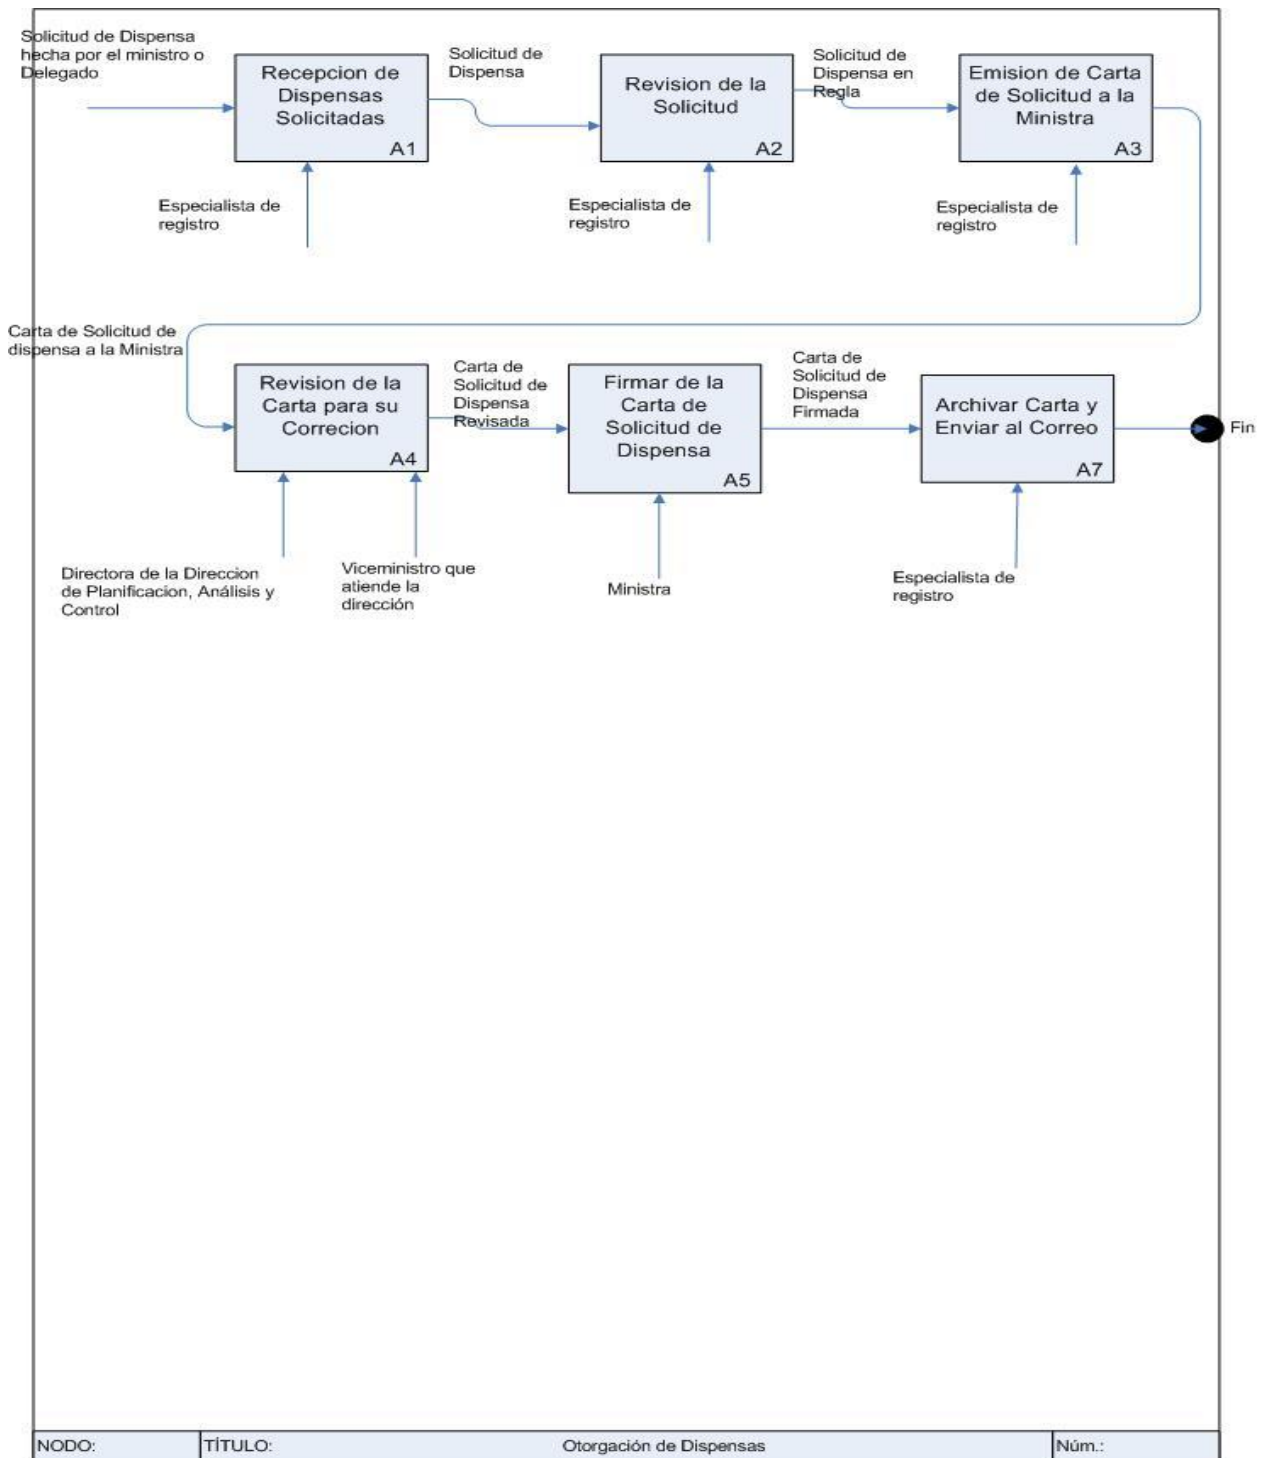 Solicitud de Dispensa
hecha por el ministro o
Delegado
Recepcion de
Dispensas
Solicitadas
A1
Especialista de
registro
Solicitud de
Dispensa
Revision de la
Solicitud
A2
Especialista de
registro
Solicitud de
Dispensa en
Regla
Emision de Carta
de Solicitud a la
Ministra
A3
Especialista de
registro
Carta de Solicitud de
dispensa a la Ministra
Revision de la
Carta para su
Correcion
A4
Directora de la Direccion
de Planificacion, Análisis y
Control
Viceministro que
atiende la
dirección
Carta de
Solicitud de
Dispensa
Revisada
Firmar de la
Carta de
Solicitud de
Dispensa
A5
Ministra
Carta de
Solicitud de
Dispensa
Firmada
Archivar Carta y
Enviar al Correo
A7
Especialista de
registro
Fin
NODO:
TÍTULO:
Otorgación de Dispensas
Núm.: